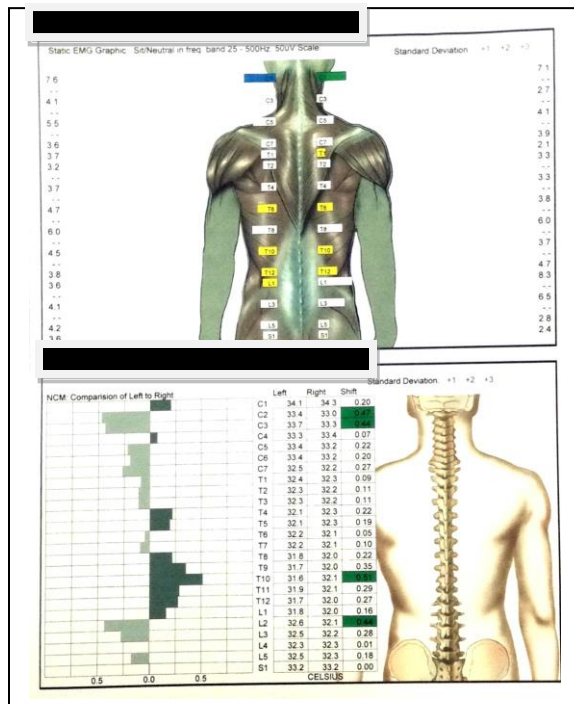 Static EMG Graphic Sit/Neutral in freq band 25 - 500Hz 50UV Scale
Standard Deviation +1 +2 +3
7.6 7.1
-- 2.7
4.1 C3 C3 --
-- 4.1
5.5 C5 C5 --
-- 3.9
3.6 C7 C7 2.1
3.7 T1 3.3
3.2 T2 T2 --
-- 3.3
3.7 T4 T4 --
-- 3.8
4.7 T6 T6 --
-- 6.0
6.0 T8 T8 --
-- 3.7
4.5 T10 T10 --
-- 4.7
3.8 T12 T12 8.3
3.6 L1 L1 --
-- 6.5
4.1 L3 L3 --
-- 2.8
4.2 L5 L5 2.4
3.6 S1 S1
Standard Deviation +1 +2 +3
NCM: Comparision of Left to Right
Left Right Shift
C1 34.1 34.3 0.20
C2 33.4 33.0 0.47
C3 33.7 33.3 0.44
C4 33.3 33.4 0.07
C5 33.4 33.2 0.22
C6 33.4 33.2 0.20
C7 32.5 32.2 0.27
T1 32.4 32.3 0.09
T2 32.3 32.2 0.11
T3 32.3 32.2 0.11
T4 32.1 32.3 0.22
T5 32.1 32.3 0.19
T6 32.2 32.1 0.05
T7 32.2 32.1 0.10
T8 31.8 32.0 0.22
T9 31.7 32.0 0.35
T10 31.6 32.1 0.51
T11 31.9 32.1 0.29
T12 31.7 32.0 0.27
L1 31.8 32.0 0.16
L2 32.6 32.1 0.44
L3 32.5 32.2 0.28
L4 32.3 32.3 0.01
L5 32.5 32.3 0.18
S1 33.2 33.2 0.00
0.5 0.0 0.5 CELSIUS